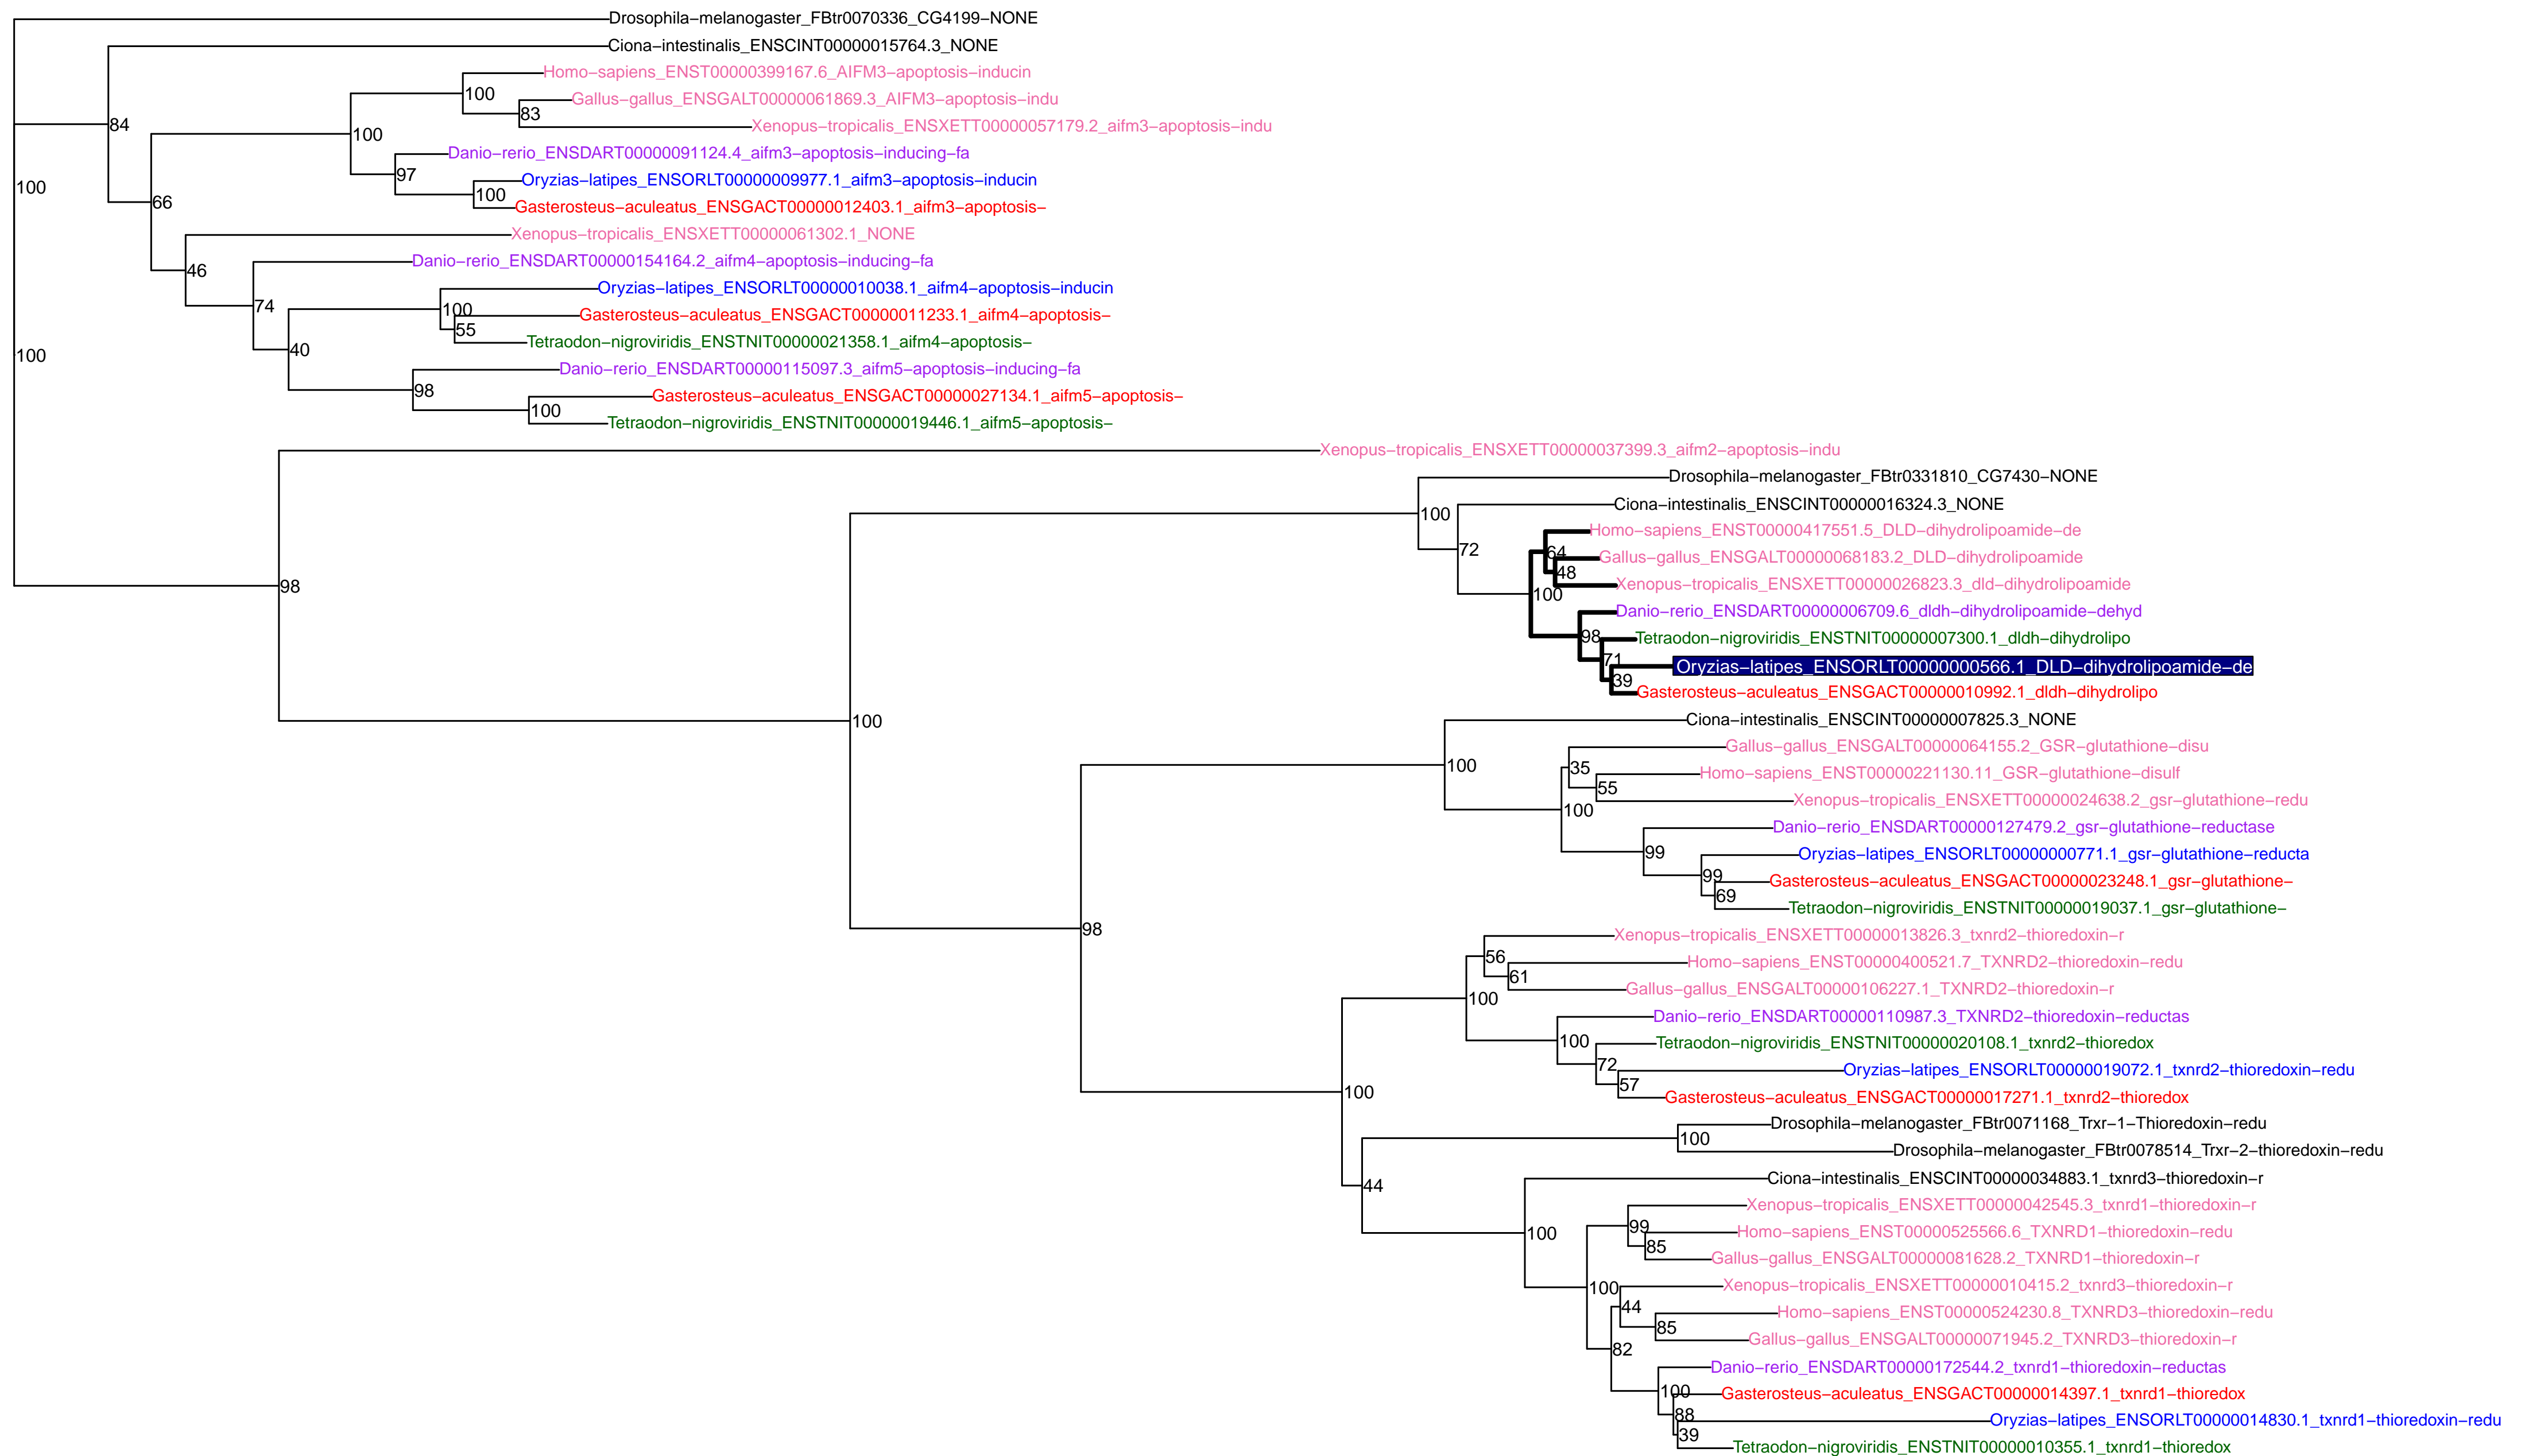 Drosophila−melanogaster_FBtr0070336_CG4199−NONE
Ciona−intestinalis_ENSCINT00000015764.3_NONE
Homo−sapiens_ENST00000399167.6_AIFM3−apoptosis−inducin
100
Gallus−gallus_ENSGALT00000061869.3_AIFM3−apoptosis−indu
83
84
Xenopus−tropicalis_ENSXETT00000057179.2_aifm3−apoptosis−indu
100
Danio−rerio_ENSDART00000091124.4_aifm3−apoptosis−inducing−fa
97
Oryzias−latipes_ENSORLT00000009977.1_aifm3−apoptosis−inducin
100
100
66
Gasterosteus−aculeatus_ENSGACT00000012403.1_aifm3−apoptosis−
Xenopus−tropicalis_ENSXETT00000061302.1_NONE
Danio−rerio_ENSDART00000154164.2_aifm4−apoptosis−inducing−fa
46
Oryzias−latipes_ENSORLT00000010038.1_aifm4−apoptosis−inducin
74
100
Gasterosteus−aculeatus_ENSGACT00000011233.1_aifm4−apoptosis−
55
Tetraodon−nigroviridis_ENSTNIT00000021358.1_aifm4−apoptosis−
40
100
Danio−rerio_ENSDART00000115097.3_aifm5−apoptosis−inducing−fa
98
Gasterosteus−aculeatus_ENSGACT00000027134.1_aifm5−apoptosis−
100
Tetraodon−nigroviridis_ENSTNIT00000019446.1_aifm5−apoptosis−
Xenopus−tropicalis_ENSXETT00000037399.3_aifm2−apoptosis−indu
Drosophila−melanogaster_FBtr0331810_CG7430−NONE
Ciona−intestinalis_ENSCINT00000016324.3_NONE
100
Homo−sapiens_ENST00000417551.5_DLD−dihydrolipoamide−de
72
64
Gallus−gallus_ENSGALT00000068183.2_DLD−dihydrolipoamide
48
Xenopus−tropicalis_ENSXETT00000026823.3_dld−dihydrolipoamide
98
100
Danio−rerio_ENSDART00000006709.6_dldh−dihydrolipoamide−dehyd
98
Tetraodon−nigroviridis_ENSTNIT00000007300.1_dldh−dihydrolipo
71
Oryzias−latipes_ENSORLT00000000566.1_DLD−dihydrolipoamide−de
39
Gasterosteus−aculeatus_ENSGACT00000010992.1_dldh−dihydrolipo
100
Ciona−intestinalis_ENSCINT00000007825.3_NONE
Gallus−gallus_ENSGALT00000064155.2_GSR−glutathione−disu
100
35
Homo−sapiens_ENST00000221130.11_GSR−glutathione−disulf
55
Xenopus−tropicalis_ENSXETT00000024638.2_gsr−glutathione−redu
100
Danio−rerio_ENSDART00000127479.2_gsr−glutathione−reductase
99
Oryzias−latipes_ENSORLT00000000771.1_gsr−glutathione−reducta
99
Gasterosteus−aculeatus_ENSGACT00000023248.1_gsr−glutathione−
69
Tetraodon−nigroviridis_ENSTNIT00000019037.1_gsr−glutathione−
98
Xenopus−tropicalis_ENSXETT00000013826.3_txnrd2−thioredoxin−r
56
Homo−sapiens_ENST00000400521.7_TXNRD2−thioredoxin−redu
61
Gallus−gallus_ENSGALT00000106227.1_TXNRD2−thioredoxin−r
100
Danio−rerio_ENSDART00000110987.3_TXNRD2−thioredoxin−reductas
100
Tetraodon−nigroviridis_ENSTNIT00000020108.1_txnrd2−thioredox
72
Oryzias−latipes_ENSORLT00000019072.1_txnrd2−thioredoxin−redu
57
100
Gasterosteus−aculeatus_ENSGACT00000017271.1_txnrd2−thioredox
Drosophila−melanogaster_FBtr0071168_Trxr−1−Thioredoxin−redu
100
Drosophila−melanogaster_FBtr0078514_Trxr−2−thioredoxin−redu
44
Ciona−intestinalis_ENSCINT00000034883.1_txnrd3−thioredoxin−r
Xenopus−tropicalis_ENSXETT00000042545.3_txnrd1−thioredoxin−r
100
99
Homo−sapiens_ENST00000525566.6_TXNRD1−thioredoxin−redu
85
Gallus−gallus_ENSGALT00000081628.2_TXNRD1−thioredoxin−r
100
Xenopus−tropicalis_ENSXETT00000010415.2_txnrd3−thioredoxin−r
44
Homo−sapiens_ENST00000524230.8_TXNRD3−thioredoxin−redu
85
Gallus−gallus_ENSGALT00000071945.2_TXNRD3−thioredoxin−r
82
Danio−rerio_ENSDART00000172544.2_txnrd1−thioredoxin−reductas
100
Gasterosteus−aculeatus_ENSGACT00000014397.1_txnrd1−thioredox
88
Oryzias−latipes_ENSORLT00000014830.1_txnrd1−thioredoxin−redu
39
Tetraodon−nigroviridis_ENSTNIT00000010355.1_txnrd1−thioredox